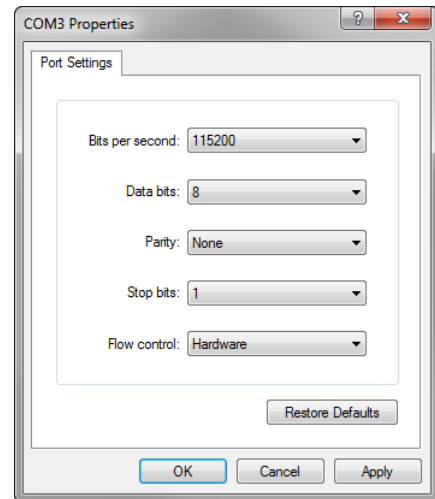 COM3 Properties
Port Settings
Bits per second: 115200
Data bits: 8
Parity: None
Stop bits: 1
Flow control: Hardware
Restore Defaults
OK Cancel Apply